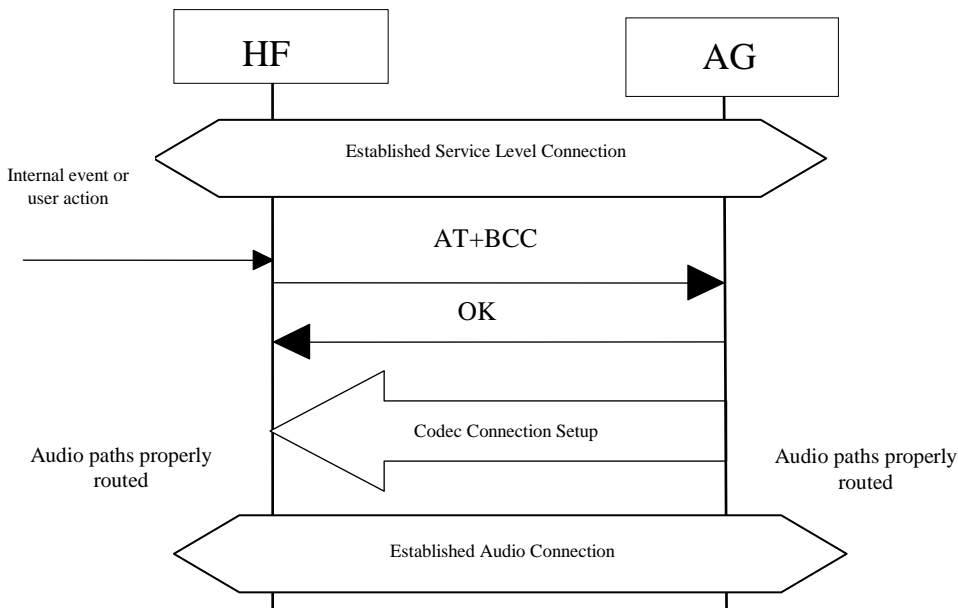 HF
AG
Established Service Level Connection
Internal event or
user action
AT+BCC
OK
Codec Connection Setup
Audio paths properly
routed
Audio paths properly
routed
Established Audio Connection